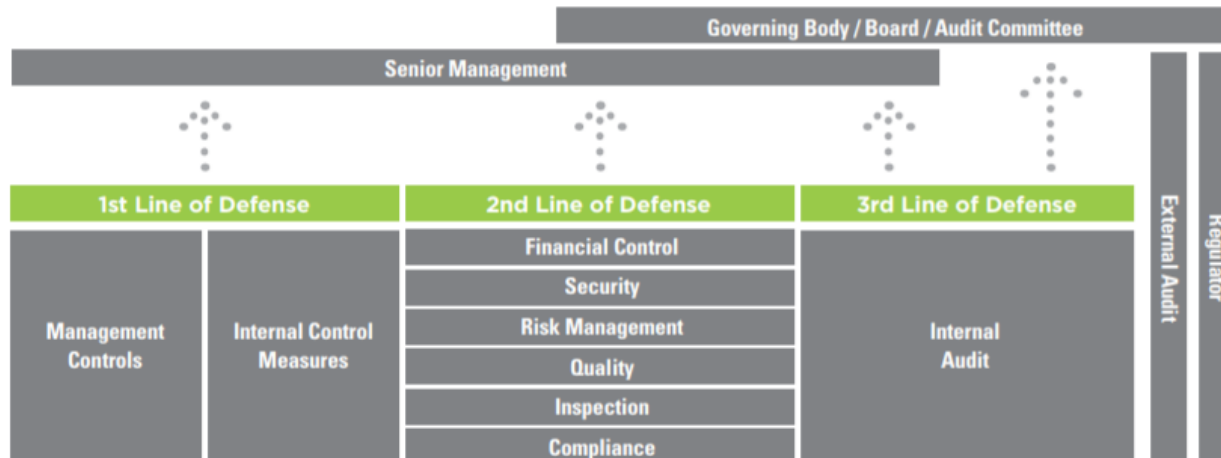 Governing Body / Board / Audit Committee
Senior Management
1st Line of Defense
2nd Line of Defense
3rd Line of Defense
Management
Controls
Internal Control
Measures
Financial Control
Security
Risk Management
Quality
Inspection
Compliance
Internal
Audit
External Audit
Regulator